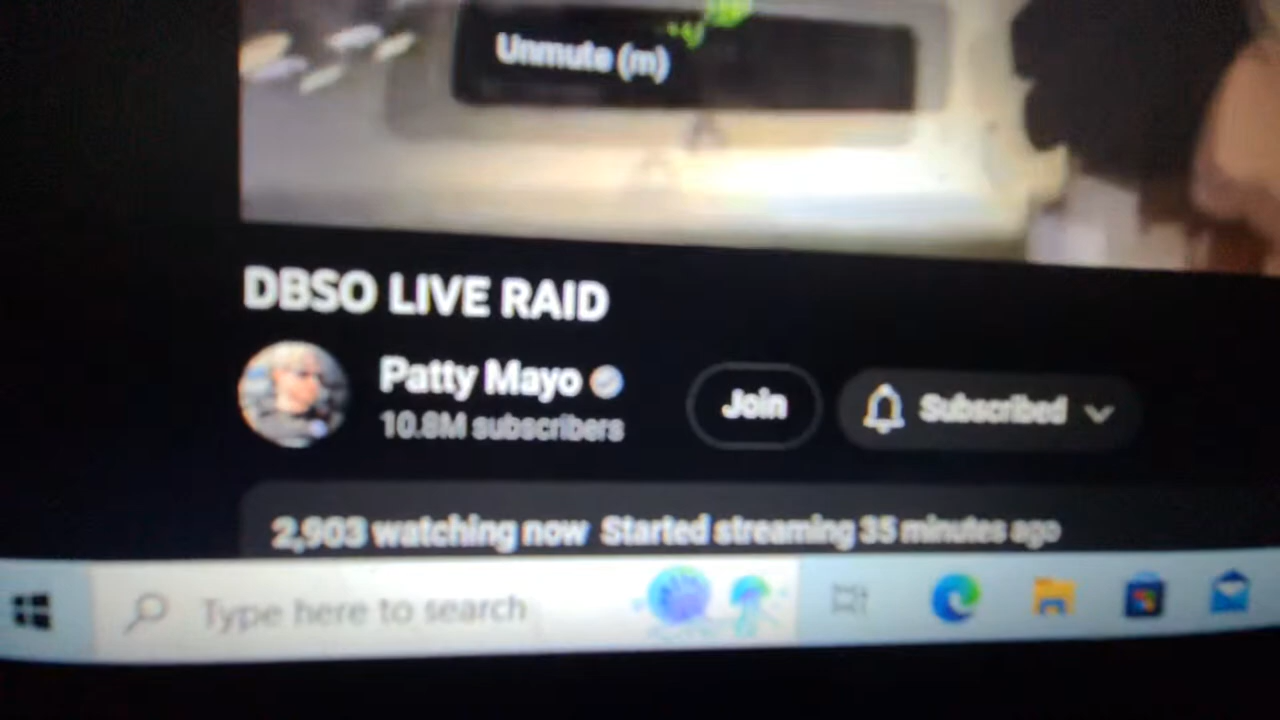 Unmute (m)
DBSO LIVE RAID
Patty Mayo
10.8M subscribers
Join
Subscribed
2,903 watching now Started streaming 35 minutes ago
Type here to search